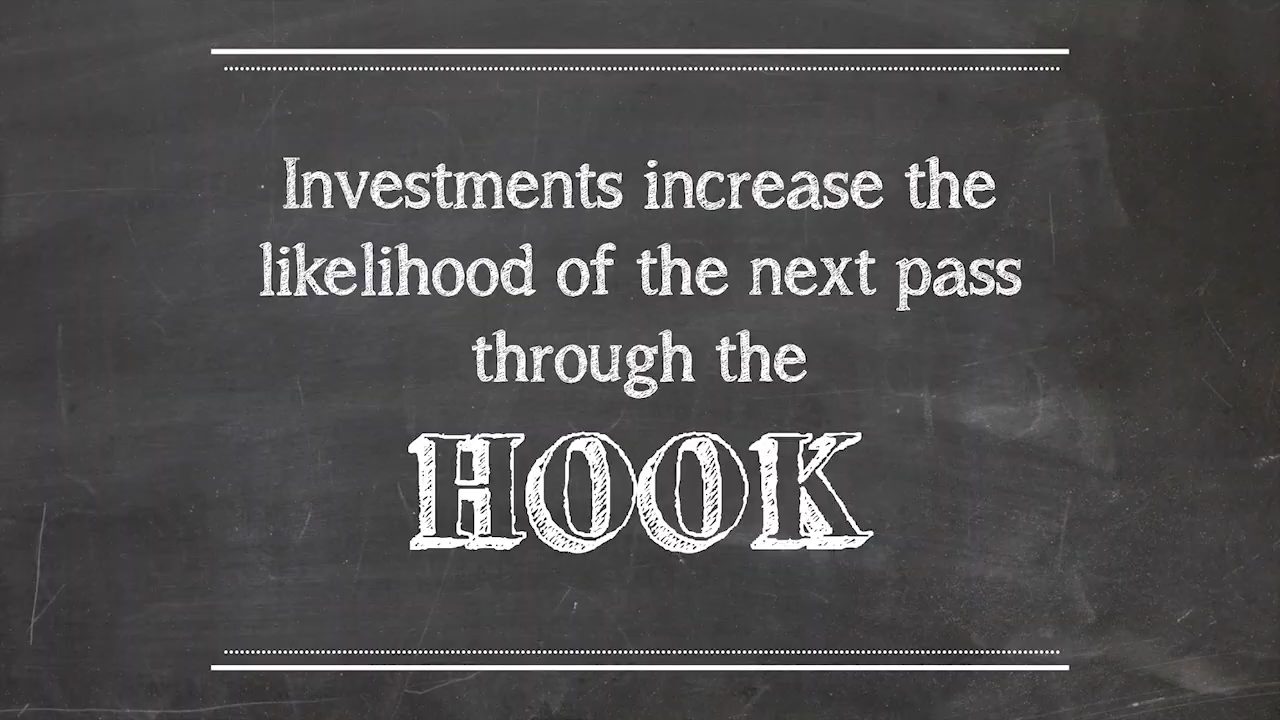 Investments increase the
likelihood of the next pass
through the
HOOK